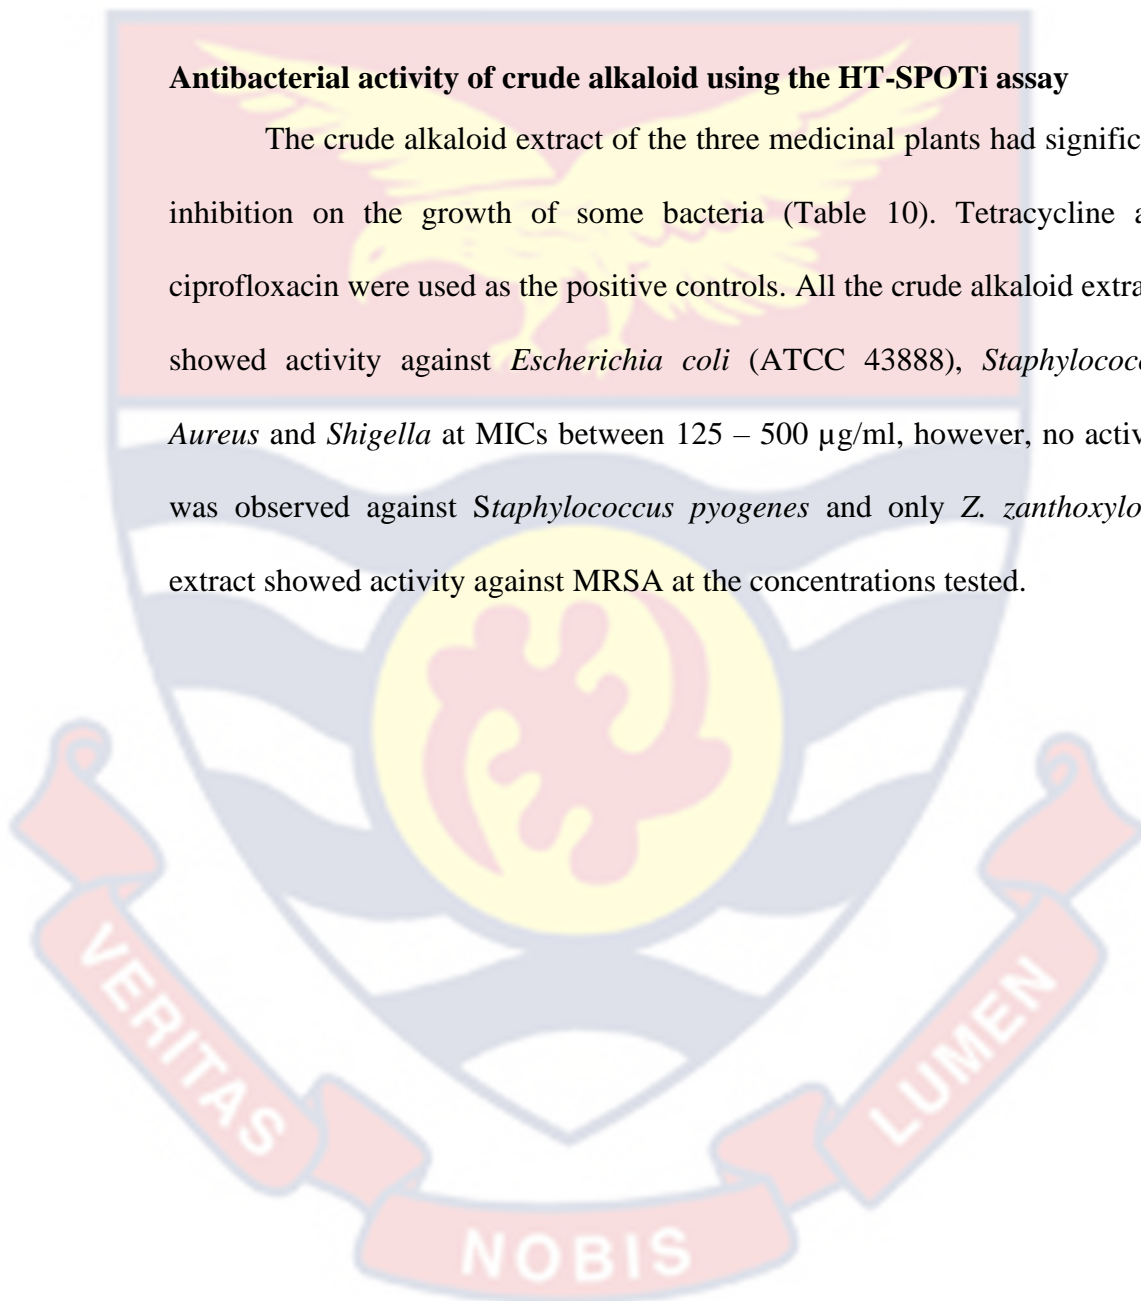 Antibacterial activity of crude alkaloid using the HT-SPOTi assay
The crude alkaloid extract of the three medicinal plants had signific
inhibition on the growth of some bacteria (Table 10). Tetracycline a
ciprofloxacin were used as the positive controls. All the crude alkaloid extra
showed activity against Escherichia coli (ATCC 43888), Staphylococ
Aureus and Shigella at MICs between 125 – 500 µg/ml, however, no activ
was observed against Staphylococcus pyogenes and only Z. zanthoxylo
extract showed activity against MRSA at the concentrations tested.
VERITAS
NOBIS
LUMEN